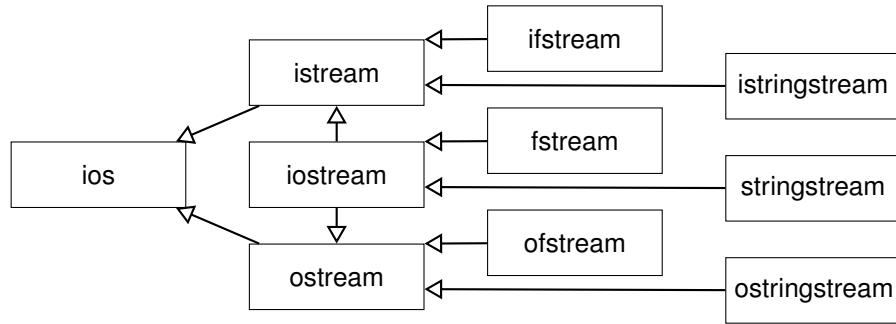 ifstream
istream
istringstream
fstream
ios
iostream
stringstream
ofstream
ostream
ostringstream